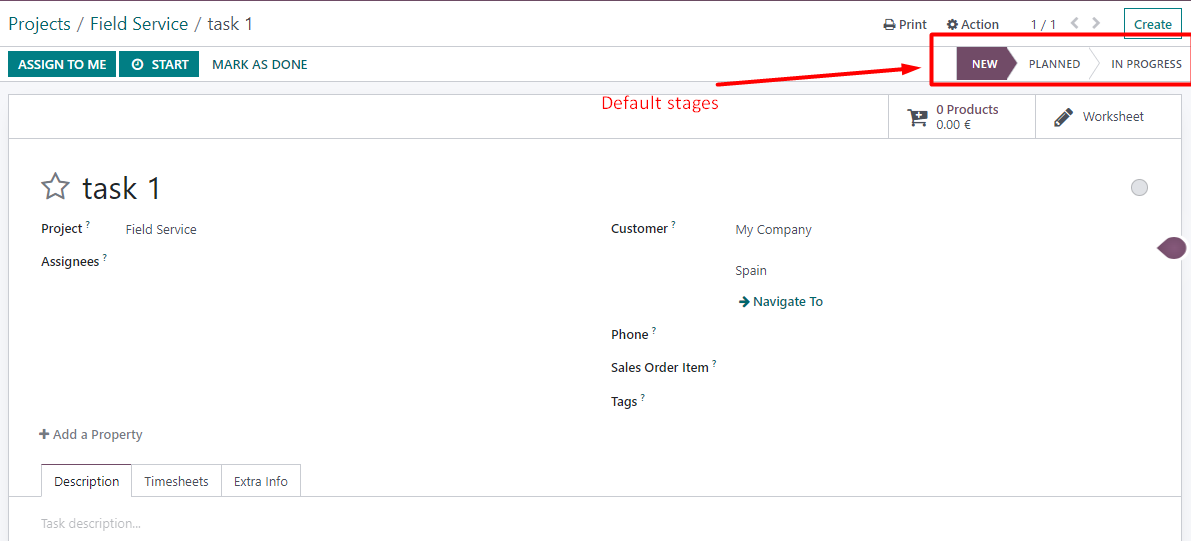 Projects / Field Service / task 1
Print Action 1 / 1 Create
ASSIGN TO ME START MARK AS DONE
NEW PLANNED IN PROGRESS
Default stages
0 Products
0.00 €
Worksheet
task 1
Project ? Field Service
Customer ? My Company
Assignees ?
Spain
Navigate To
Phone ?
Sales Order Item ?
Tags ?
Add a Property
Description Timesheets Extra Info
Task description...